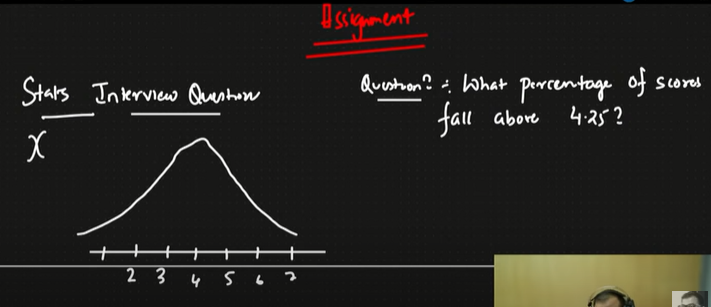 Assignment
Stats Interview Question
Question? :- What percentage of scores
fall above 4.25?
X
2 3 4 5 6 7